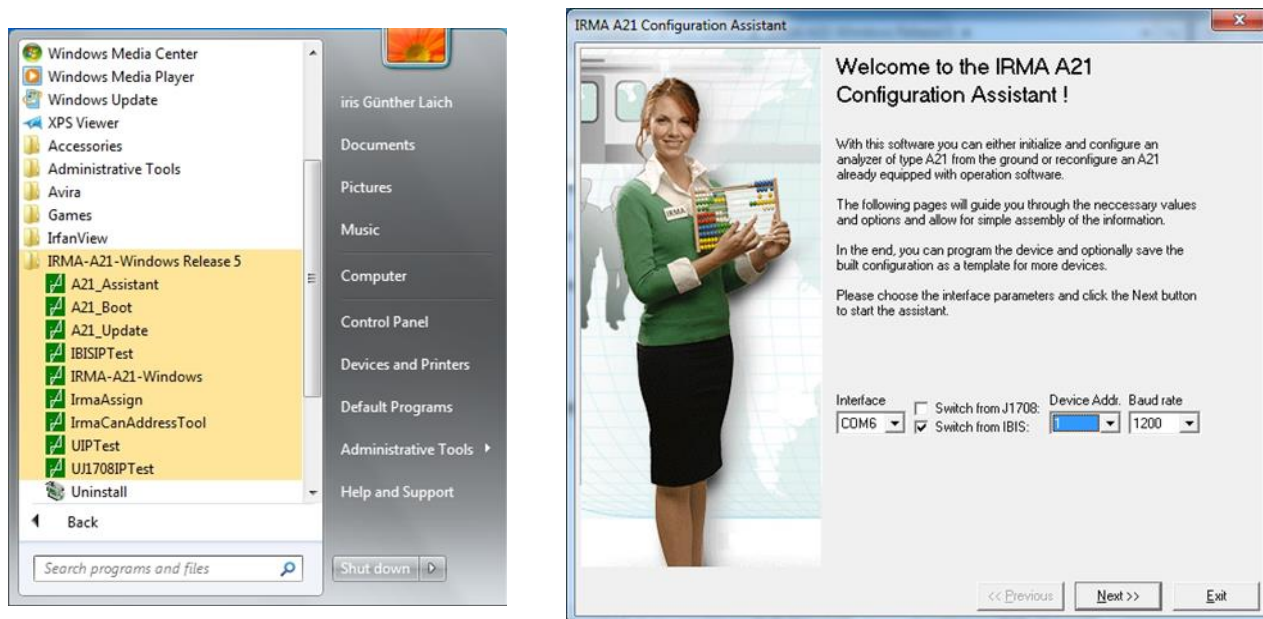 Windows Media Center
Windows Media Player
Windows Update
XPS Viewer
Accessories
Administrative Tools
Avira
Games
IrfanView
IRMA-A21-Windows Release 5
A21_Assistant
A21_Boot
A21_Update
IBISIPTest
IRMA-A21-Windows
IrmaAssign
IrmaCanAddressTool
UIPTest
UJ1708IPTest
Uninstall
Back
Search programs and files
iris Günther Laich
Documents
Pictures
Music
Computer
Control Panel
Devices and Printers
Default Programs
Administrative Tools
Help and Support
Shut down
IRMA A21 Configuration Assistant
IRMA
Welcome to the IRMA A21
Configuration Assistant !
With this software you can either initialize and configure an
analyzer of type A21 from the ground or reconfigure an A21
already equipped with operation software.
The following pages will guide you through the neccessary values
and options and allow for simple assembly of the information.
In the end, you can program the device and optionally save the
built configuration as a template for more devices.
Please choose the interface parameters and click the Next button
to start the assistant.
Interface Device Addr. Baud rate
Switch from J1708:
COM6 Switch from IBIS: 1 1200
<< Previous Next >> Exit